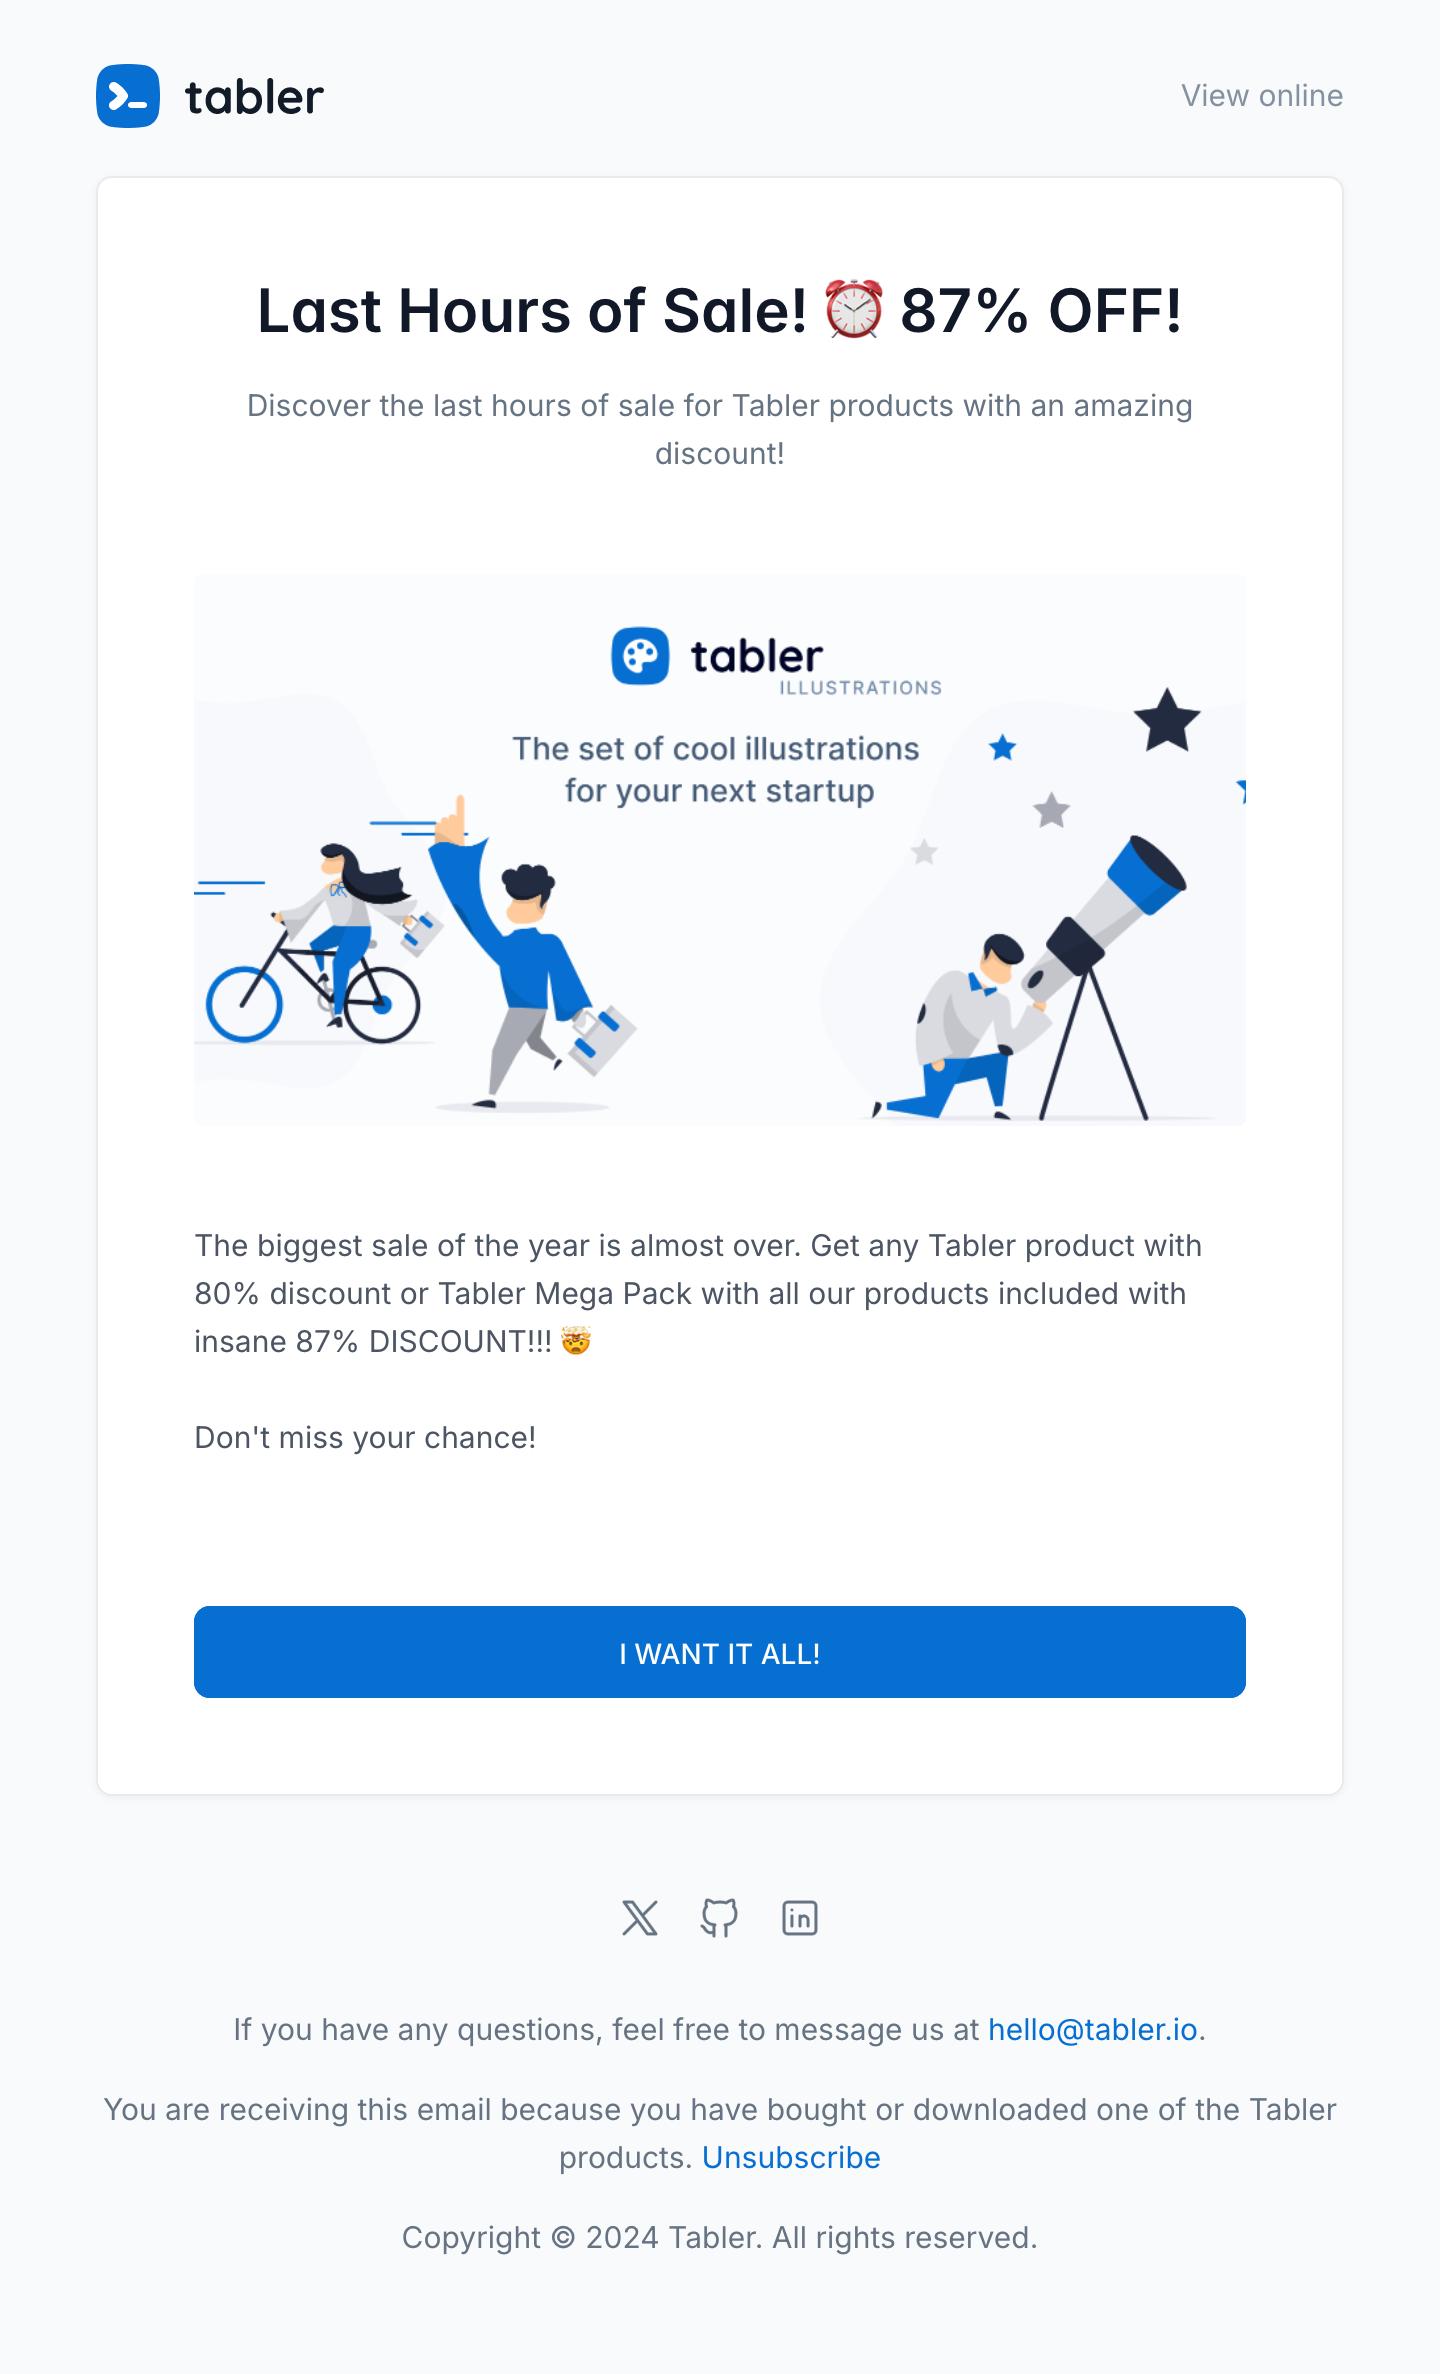 tabler
View online
Last Hours of Sale! ⏰ 87% OFF!
Discover the last hours of sale for Tabler products with an amazing
discount!
tabler
ILLUSTRATIONS
The set of cool illustrations
for your next startup
The biggest sale of the year is almost over. Get any Tabler product with
80% discount or Tabler Mega Pack with all our products included with
insane 87% DISCOUNT!!! 🤯
Don't miss your chance!
I WANT IT ALL!
If you have any questions, feel free to message us at hello@tabler.io.
You are receiving this email because you have bought or downloaded one of the Tabler
products. Unsubscribe
Copyright © 2024 Tabler. All rights reserved.